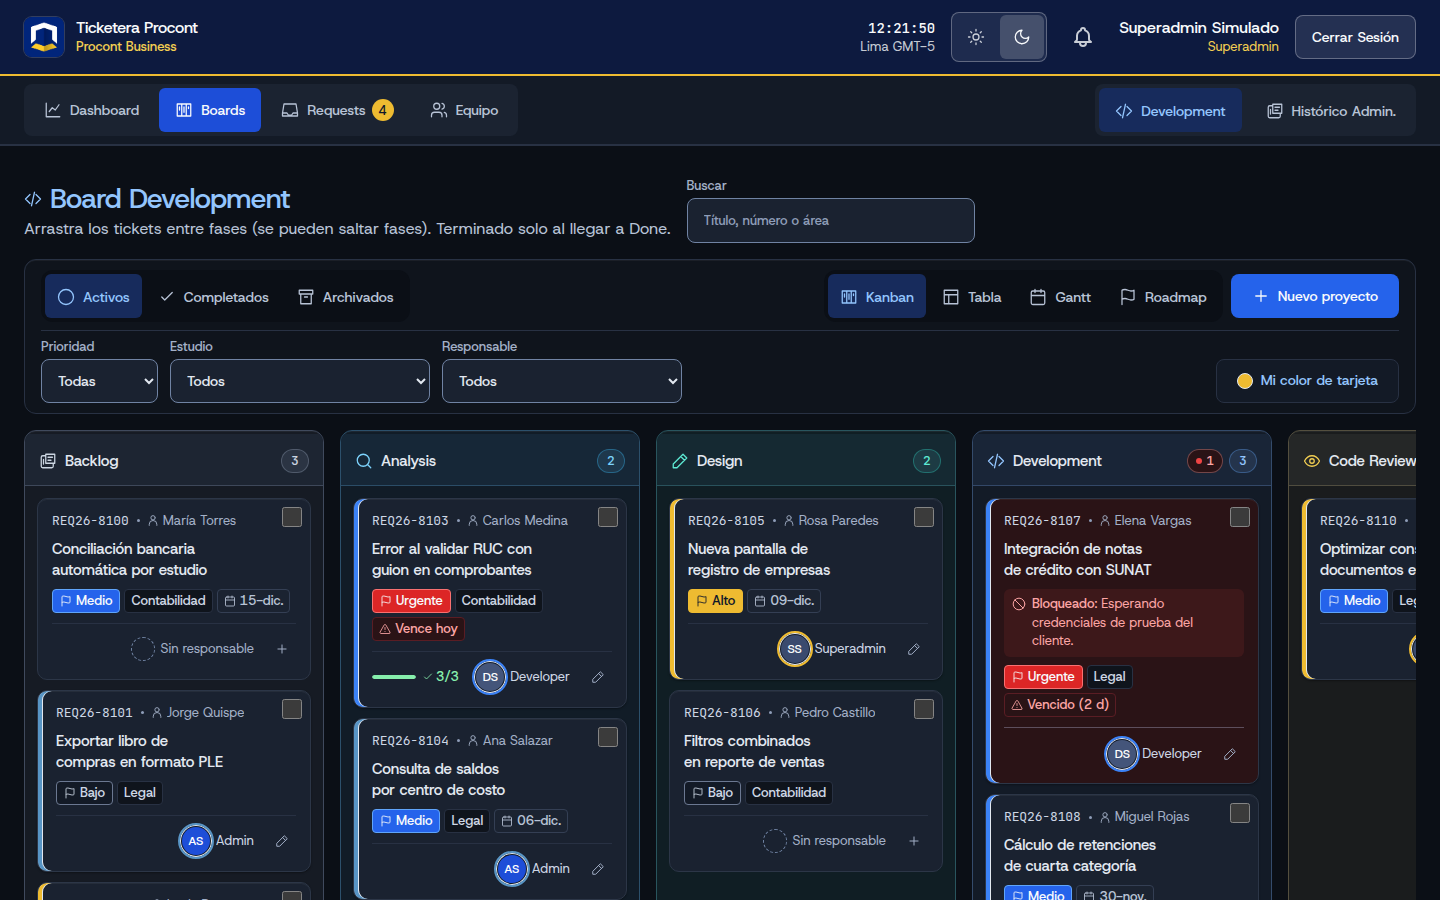 Ticketera Procont
Procont Business
12:21:50
Lima GMT-5
Superadmin Simulado
Superadmin
Cerrar Sesión
Dashboard
Boards
Requests 4
Equipo
Development
Histórico Admin.
Board Development
Arrastra los tickets entre fases (se pueden saltar fases). Terminado solo al llegar a Done.
Buscar
Título, número o área
Activos
Completados
Archivados
Kanban
Tabla
Gantt
Roadmap
Nuevo proyecto
Prioridad
Todas
Estudio
Todos
Responsable
Todos
Mi color de tarjeta
Backlog 3
REQ26-8100 • María Torres
Conciliación bancaria
automática por estudio
Medio Contabilidad 15-dic.
Sin responsable +
REQ26-8101 • Jorge Quispe
Exportar libro de
compras en formato PLE
Bajo Legal
AS Admin
Analysis 2
REQ26-8103 • Carlos Medina
Error al validar RUC con
guion en comprobantes
Urgente Contabilidad
Vence hoy
3/3 DS Developer
REQ26-8104 • Ana Salazar
Consulta de saldos
por centro de costo
Medio Legal 06-dic.
AS Admin
Design 2
REQ26-8105 • Rosa Paredes
Nueva pantalla de
registro de empresas
Alto 09-dic.
SS Superadmin
REQ26-8106 • Pedro Castillo
Filtros combinados
en reporte de ventas
Bajo Contabilidad
Sin responsable +
Development 1 3
REQ26-8107 • Elena Vargas
Integración de notas
de crédito con SUNAT
Bloqueado: Esperando
credenciales de prueba del
cliente.
Urgente Legal
Vencido (2 d)
DS Developer
REQ26-8108 • Miguel Rojas
Cálculo de retenciones
de cuarta categoría
Medio 30-nov.
Code Review
REQ26-8110 •
Optimizar
documentos
Medio